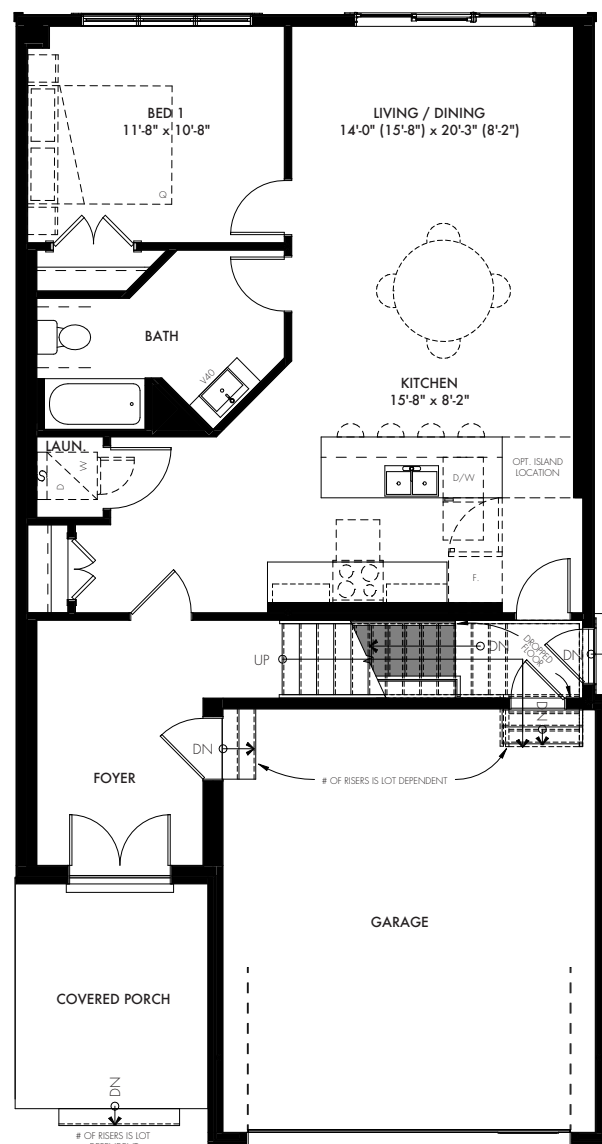 BED 1
11'-8" x 10'-8"
LIVING / DINING
14'-0" (15'-8") x 20'-3" (8'-2")
Q
BATH
V40
KITCHEN
15'-8" x 8'-2"
LAUN.
S
D
W
D/W
OPT. ISLAND
LOCATION
F.
UP
DN
DROPPED
FLOOR
DN
DN
DN
FOYER
# OF RISERS IS LOT DEPENDENT
GARAGE
COVERED PORCH
DN
# OF RISERS IS LOT